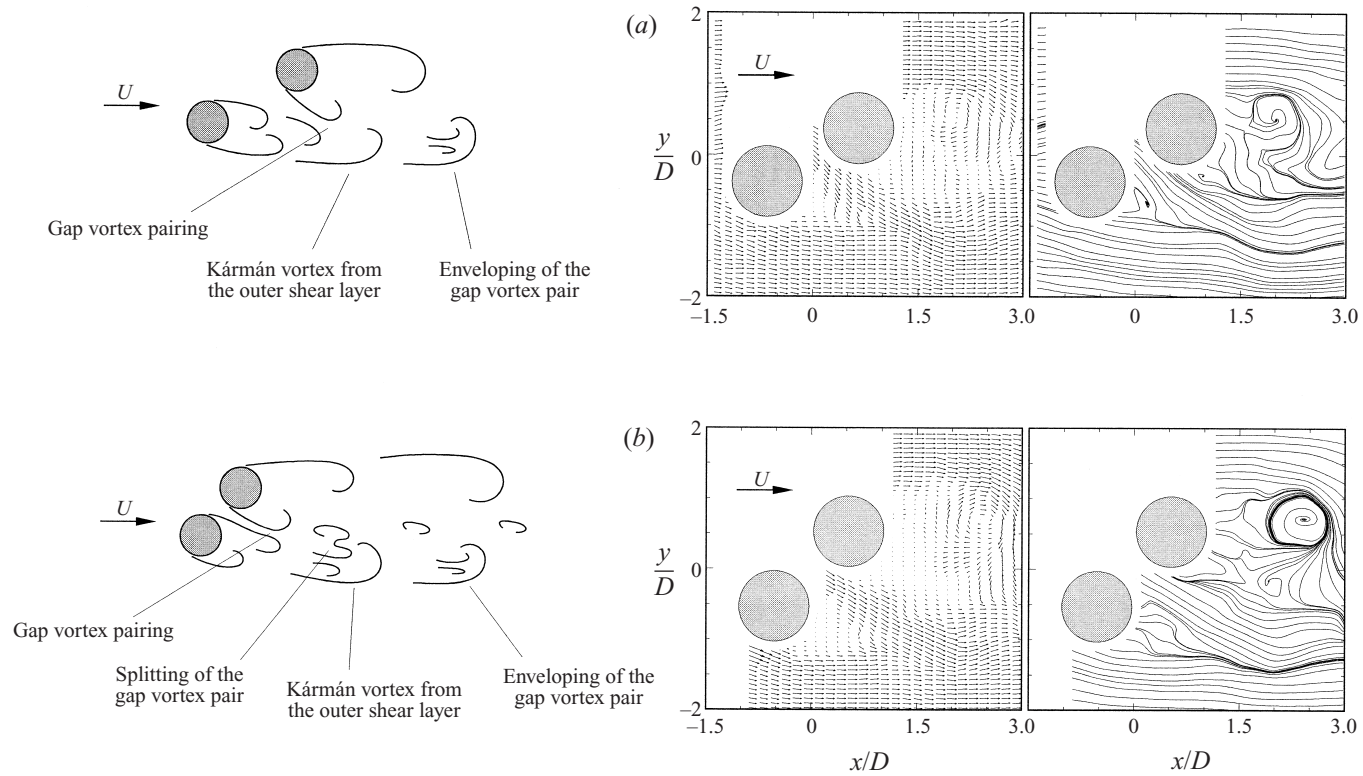 U
Gap vortex pairing
Kármán vortex from
the outer shear layer
Enveloping of the
gap vortex pair
(a)
2
y
D
0
–2
U
–1.5
0
1.5
3.0
0
1.5
3.0
U
Gap vortex pairing
Splitting of the
gap vortex pair
Kármán vortex from
the outer shear layer
Enveloping of the
gap vortex pair
(b)
2
y
D
0
–2
U
–1.5
0
1.5
3.0
0
1.5
3.0
x/D
x/D